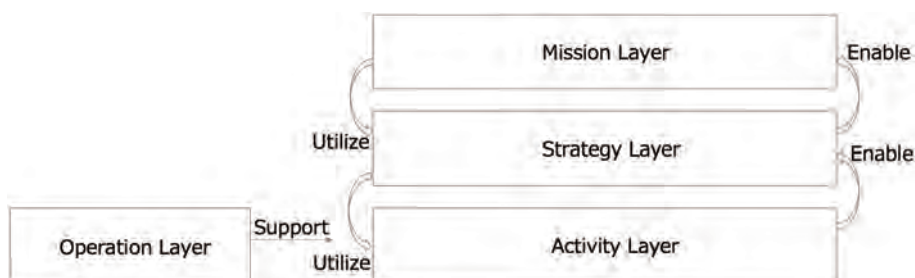 Mission Layer
Enable
Utilize
Strategy Layer
Enable
Support
Operation Layer
Utilize
Activity Layer